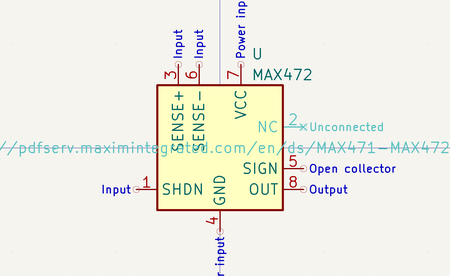 Input
Input
Power inp
U
MAX472
3
6
7
SENSE+
SENSE-
VCC
NC
2
Unconnected
//pdfserv.maximintegrated.com/en/ds/MAX471-MAX472
SIGN
5
Open collector
Input
1
SHDN
GND
OUT
8
Output
4
r input